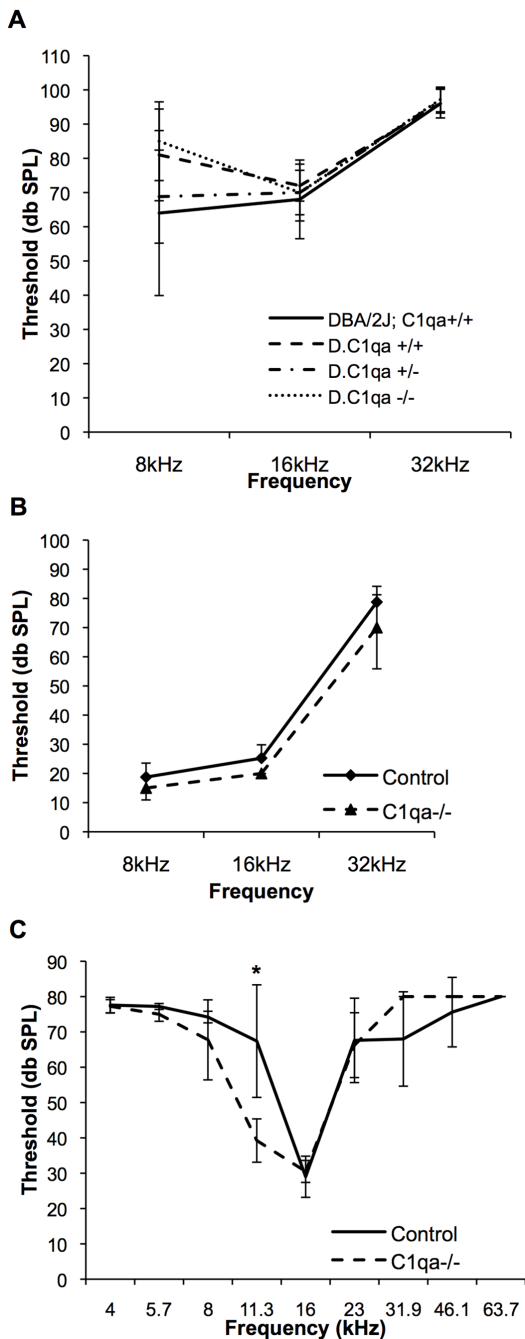 A
110
100
90
80
70
60
50
40
30
20
10
0
Threshold (db SPL)
DBA/2J; C1qa+/+
D.C1qa +/+
D.C1qa +/-
D.C1qa -/-
8kHz 16kHz 32kHz
Frequency
B
100
90
80
70
60
50
40
30
20
10
0
Threshold (db SPL)
Control
C1qa-/-
8kHz 16kHz 32kHz
Frequency
C
90
80
70
60
50
40
30
20
10
0
Threshold (db SPL)
*
Control
C1qa-/-
4 5.7 8 11.3 16 23 31.9 46.1 63.7
Frequency (kHz)